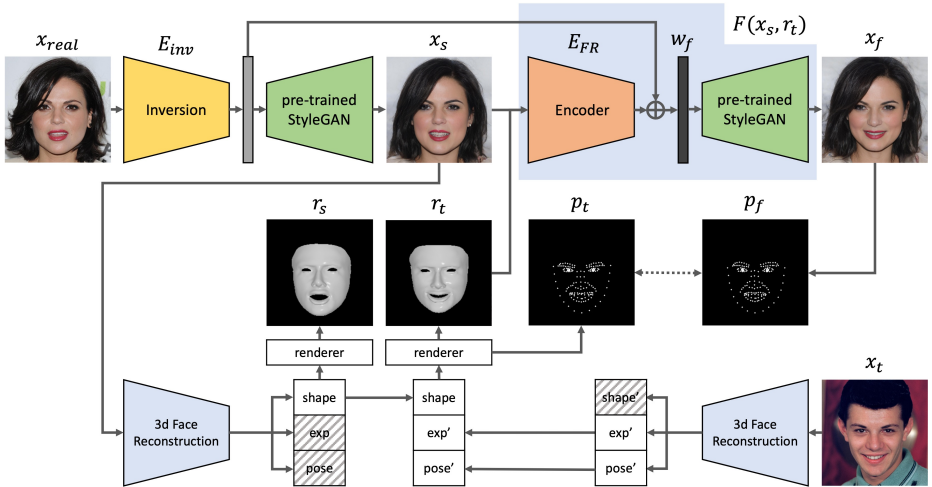 x_real
E_inv
x_s
E_FR
w_f
F(x_s, r_t)
x_f
Inversion
pre-trained
StyleGAN
Encoder
pre-trained
StyleGAN
r_s
r_t
p_t
p_f
renderer
renderer
x_t
3d Face
Reconstruction
shape
exp
pose
shape
exp’
pose’
shape’
exp’
pose’
3d Face
Reconstruction